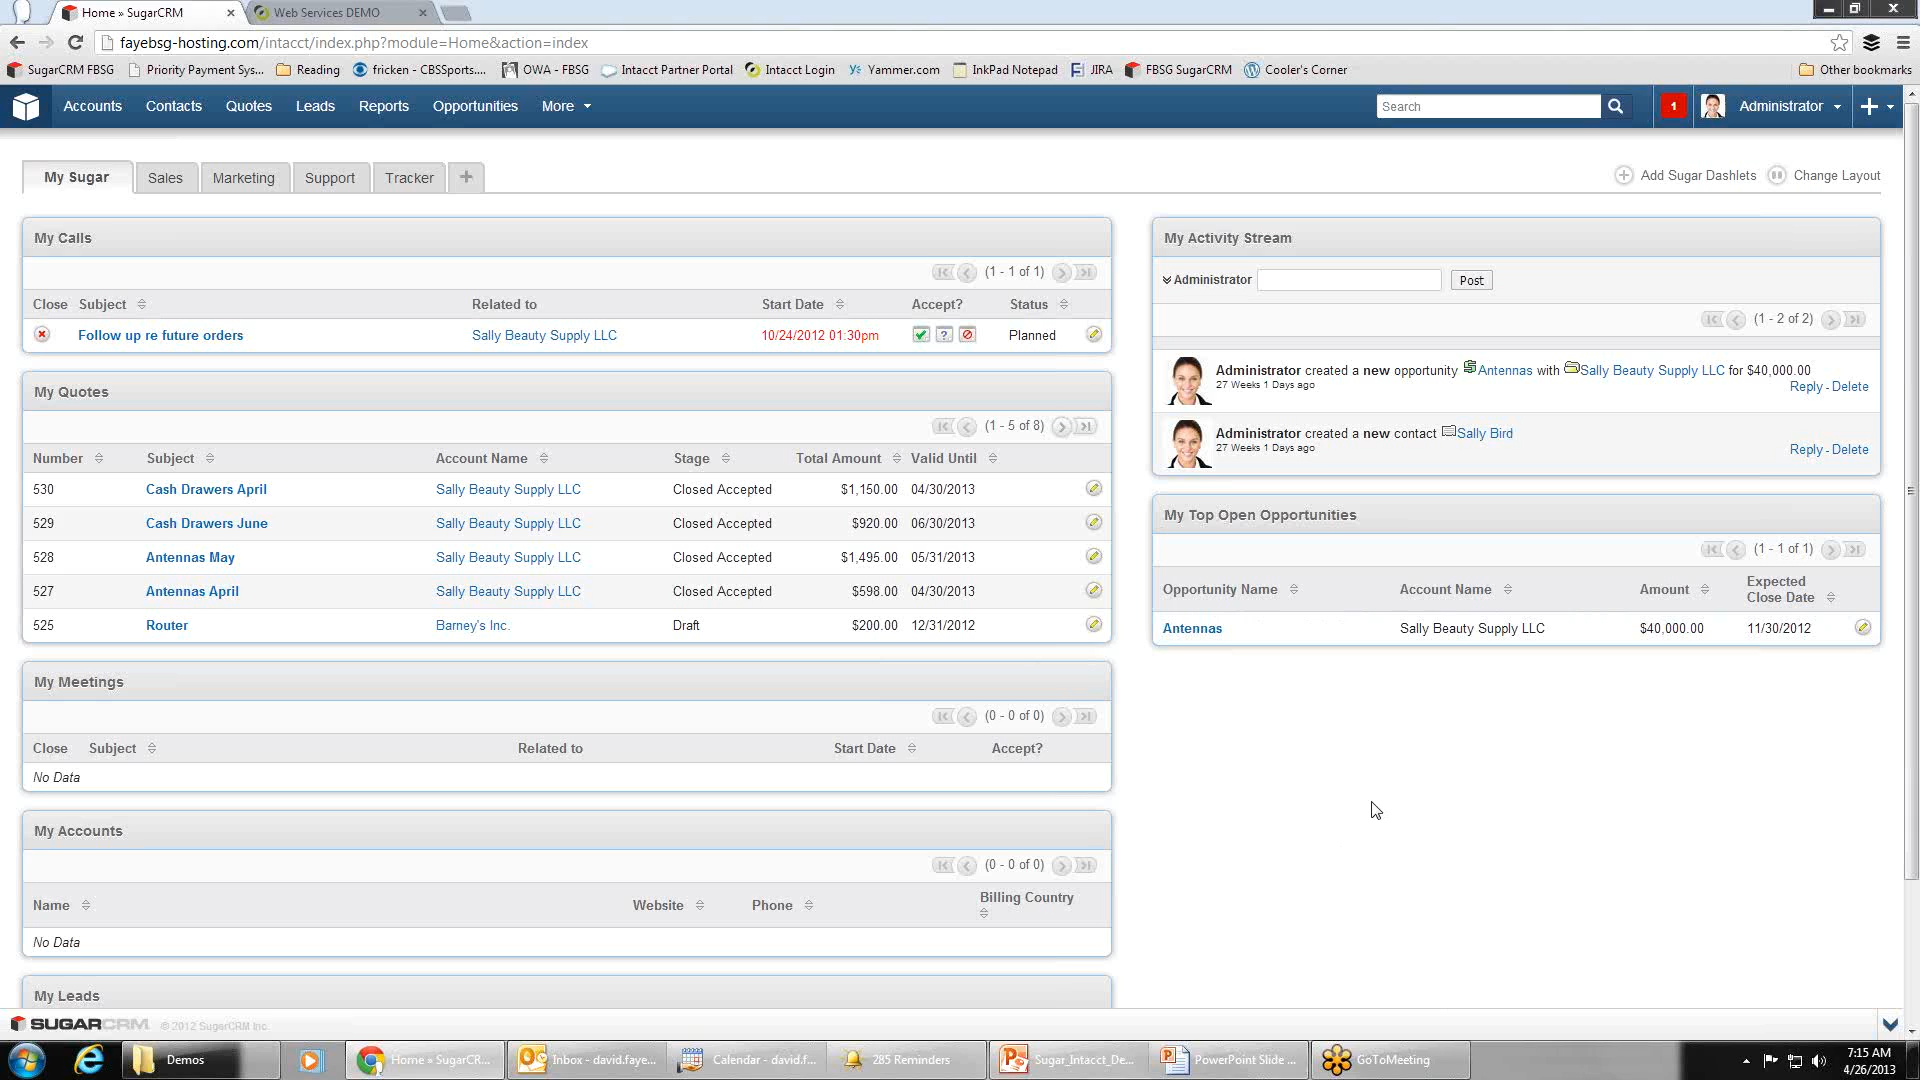 Home » SugarCRM
Web Services DEMO
fayebsg-hosting.com/intacct/index.php?module=Home&action=index
SugarCRM FBSG
Priority Payment Sys...
Reading
fricken - CBSSports....
OWA - FBSG
Intacct Partner Portal
Intacct Login
Yammer.com
InkPad Notepad
JIRA
FBSG SugarCRM
Cooler's Corner
Other bookmarks
Accounts Contacts Quotes Leads Reports Opportunities More
Search
1
Administrator
My Sugar Sales Marketing Support Tracker +
Add Sugar Dashlets Change Layout
My Calls
(1 - 1 of 1)
Close Subject Related to Start Date Accept? Status
Follow up re future orders Sally Beauty Supply LLC 10/24/2012 01:30pm ? Planned
My Quotes
(1 - 5 of 8)
Number Subject Account Name Stage Total Amount Valid Until
530 Cash Drawers April Sally Beauty Supply LLC Closed Accepted $1,150.00 04/30/2013
529 Cash Drawers June Sally Beauty Supply LLC Closed Accepted $920.00 06/30/2013
528 Antennas May Sally Beauty Supply LLC Closed Accepted $1,495.00 05/31/2013
527 Antennas April Sally Beauty Supply LLC Closed Accepted $598.00 04/30/2013
525 Router Barney's Inc. Draft $200.00 12/31/2012
My Meetings
(0 - 0 of 0)
Close Subject Related to Start Date Accept?
No Data
My Accounts
(0 - 0 of 0)
Name Website Phone Billing Country
No Data
My Leads
My Activity Stream
Administrator Post
(1 - 2 of 2)
Administrator created a new opportunity Antennas with Sally Beauty Supply LLC for $40,000.00
27 Weeks 1 Days ago
Reply - Delete
Administrator created a new contact Sally Bird
27 Weeks 1 Days ago
Reply - Delete
My Top Open Opportunities
(1 - 1 of 1)
Opportunity Name Account Name Amount Expected
Close Date
Antennas Sally Beauty Supply LLC $40,000.00 11/30/2012
SUGARCRM © 2012 SugarCRM Inc.
Demos
Home » SugarCR...
Inbox - david.faye...
Calendar - david.f...
285 Reminders
Sugar_Intacct_De...
PowerPoint Slide ...
GoToMeeting
7:15 AM
4/26/2013